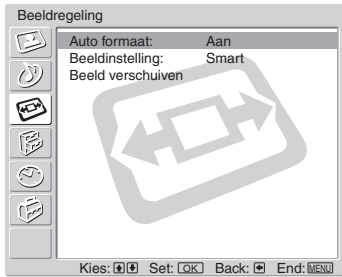 Beeldregeling
Auto formaat: Aan
Beeldinstelling: Smart
Beeld verschuiven
Kies: Set: OK Back: End: MENU